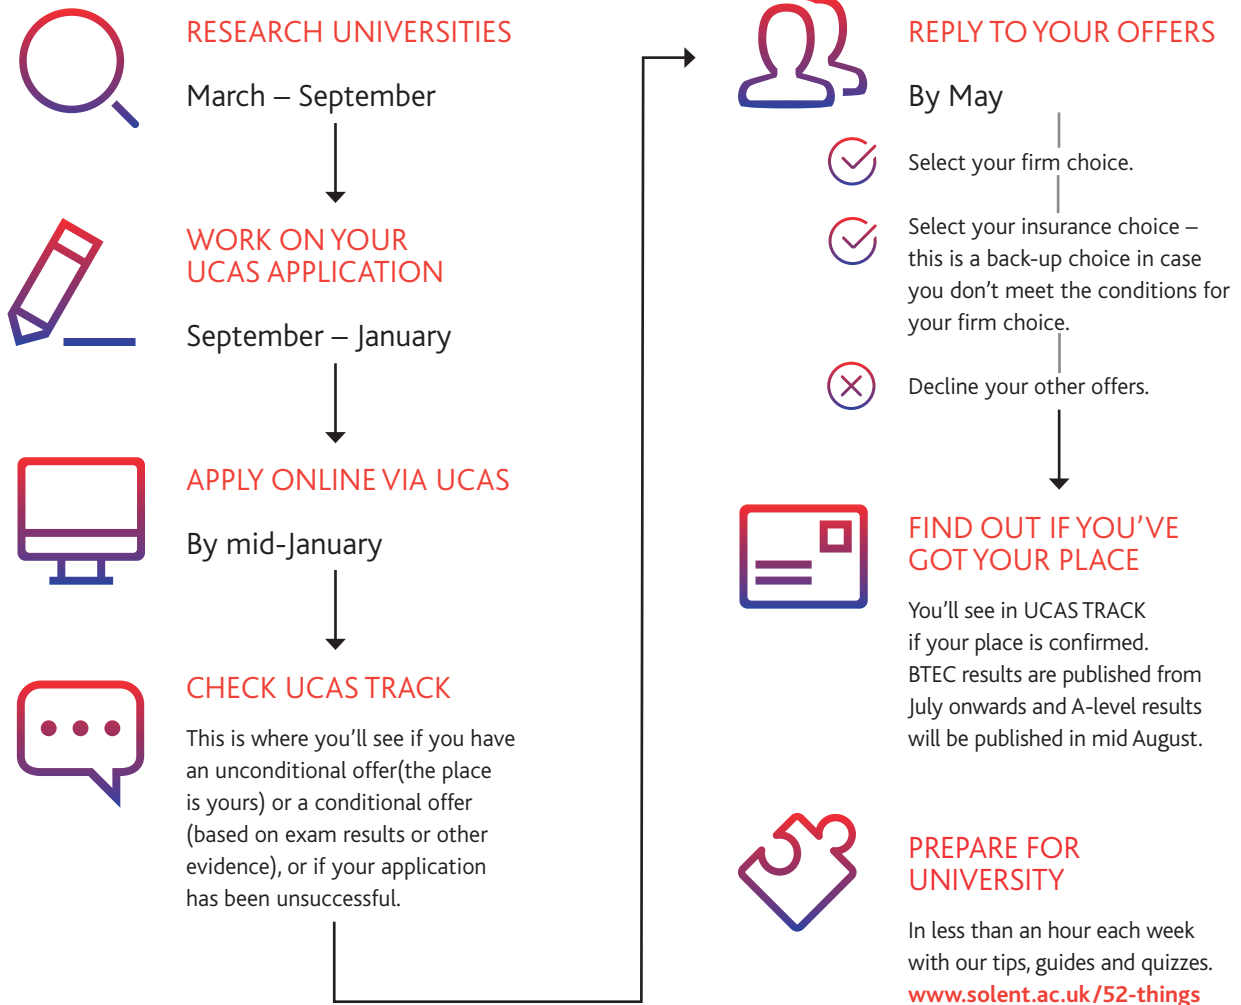 RESEARCH UNIVERSITIES
March – September
WORK ON YOUR
UCAS APPLICATION
September – January
APPLY ONLINE VIA UCAS
By mid-January
CHECK UCAS TRACK
This is where you'll see if you have
an unconditional offer(the place
is yours) or a conditional offer
(based on exam results or other
evidence), or if your application
has been unsuccessful.
REPLY TO YOUR OFFERS
By May
Select your firm choice.
Select your insurance choice –
this is a back-up choice in case
you don't meet the conditions for
your firm choice.
Decline your other offers.
FIND OUT IF YOU'VE
GOT YOUR PLACE
You'll see in UCAS TRACK
if your place is confirmed.
BTEC results are published from
July onwards and A-level results
will be published in mid August.
PREPARE FOR
UNIVERSITY
In less than an hour each week
with our tips, guides and quizzes.
www.solent.ac.uk/52-things